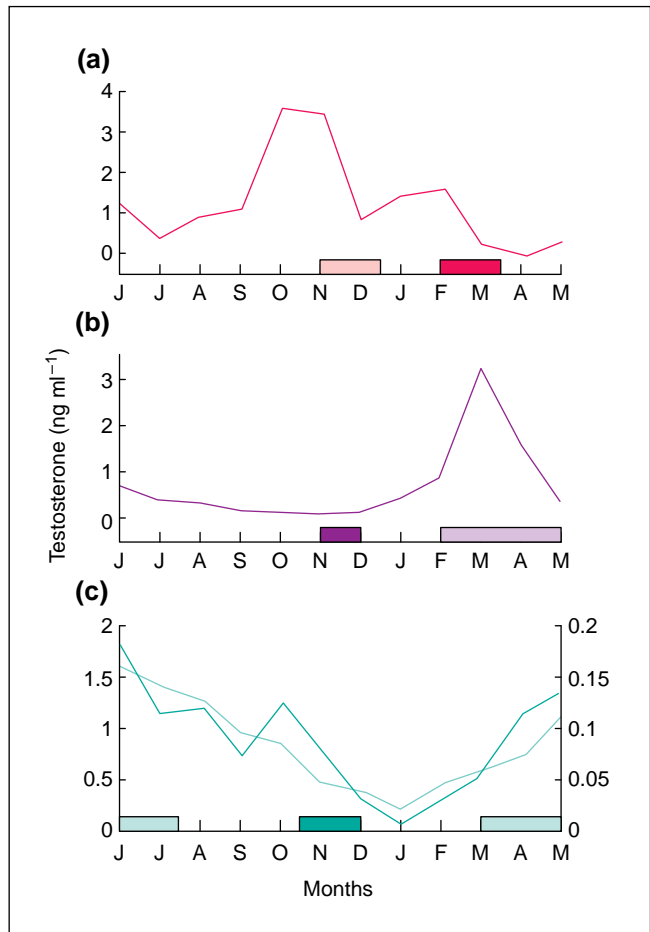 (a)
4
3
2
1
0
J J A S O N D J F M A M
(b)
3
2
1
0
J J A S O N D J F M A M
Testosterone (ng ml⁻¹)
(c)
2 0.2
1.5 0.15
1 0.1
0.5 0.05
0 0
J J A S O N D J F M A M
Months